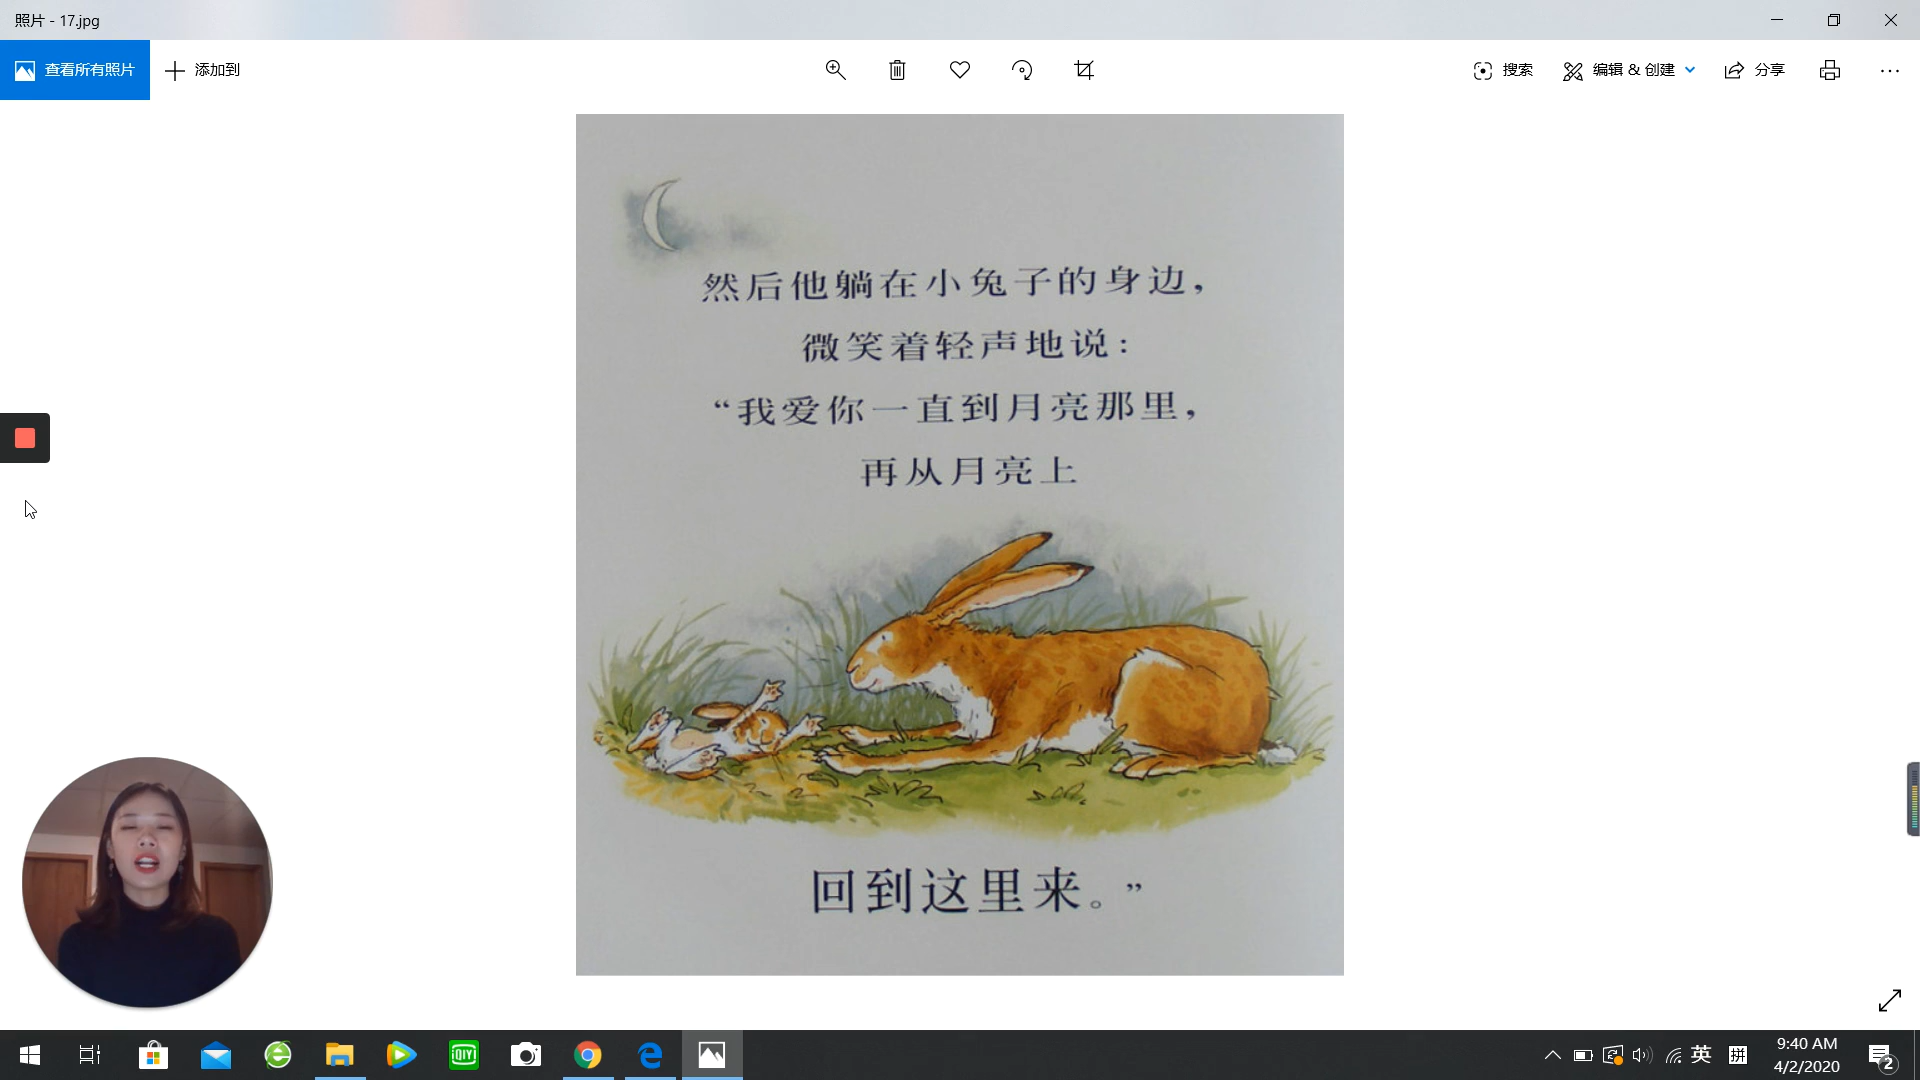 照片 - 17.jpg
查看所有照片
添加到
搜索
编辑 & 创建
分享
然后他躺在小兔子的身边，
微笑着轻声地说：
“我爱你一直到月亮那里，
再从月亮上
回到这里来。”
QIY
英
拼
9:40 AM
4/2/2020
2